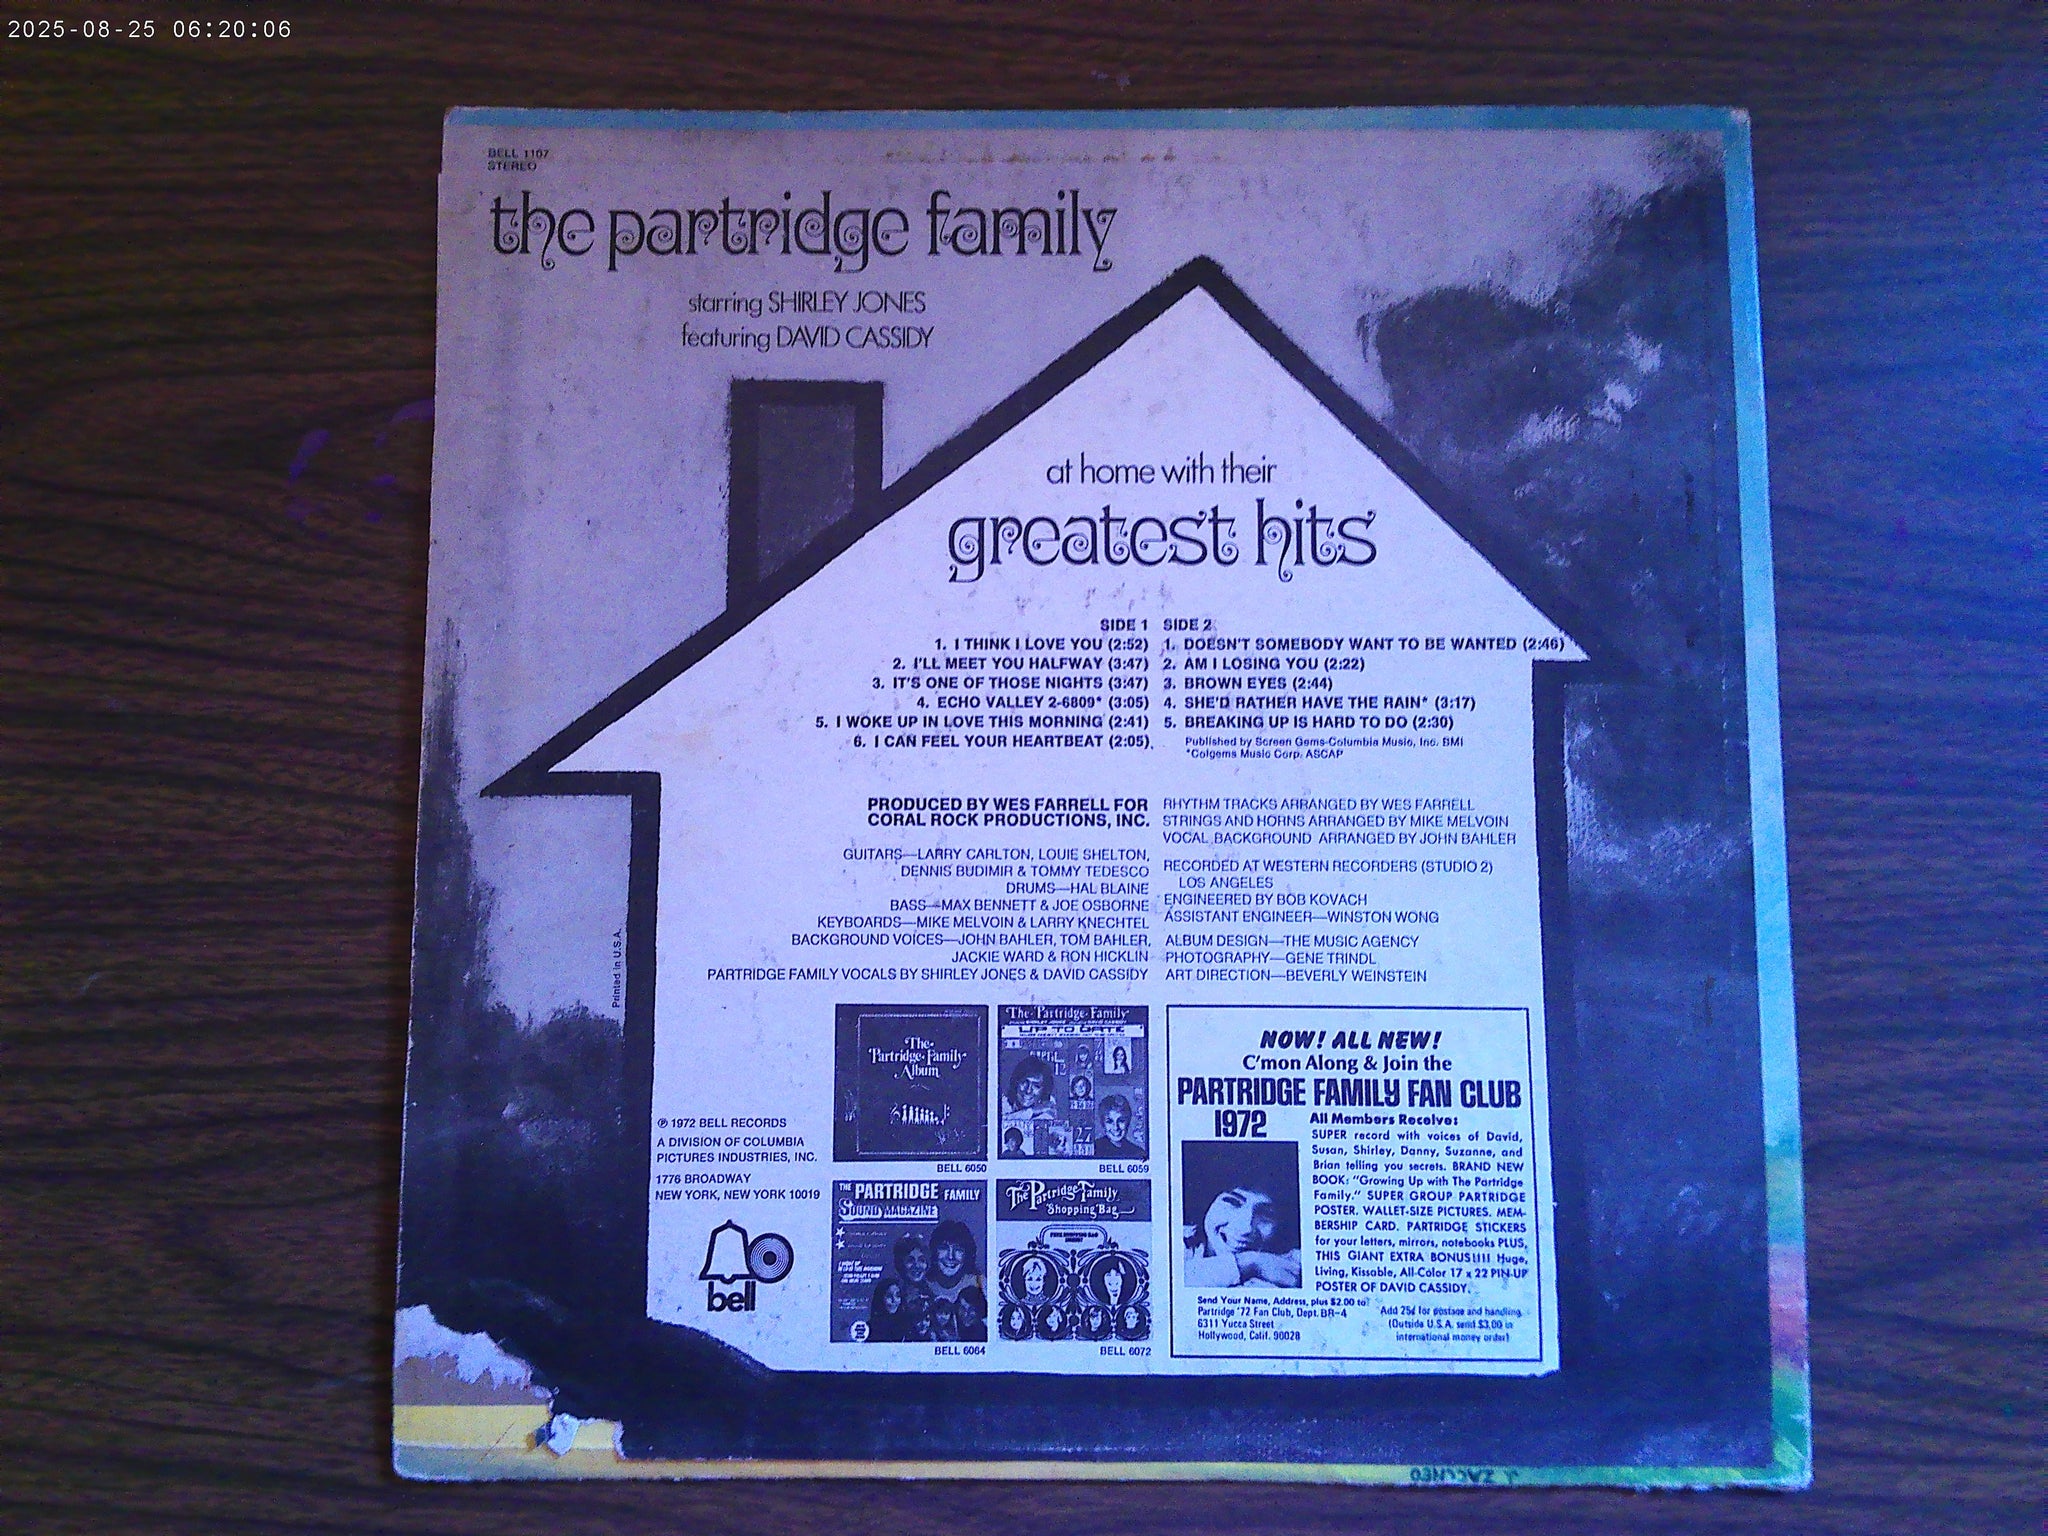 2025-08-25 06:20:06
BELL 1107
STEREO
the partridge family
starring SHIRLEY JONES
featuring DAVID CASSIDY
at home with their
greatest hits
SIDE 1
1. I THINK I LOVE YOU (2:52)
2. I'LL MEET YOU HALFWAY (3:47)
3. IT'S ONE OF THOSE NIGHTS (3:47)
4. ECHO VALLEY 2-6809* (3:05)
5. I WOKE UP IN LOVE THIS MORNING (2:41)
6. I CAN FEEL YOUR HEARTBEAT (2:05)
SIDE 2
1. DOESN'T SOMEBODY WANT TO BE WANTED (2:46)
2. AM I LOSING YOU (2:22)
3. BROWN EYES (2:44)
4. SHE'D RATHER HAVE THE RAIN* (3:17)
5. BREAKING UP IS HARD TO DO (2:30)
Published by Screen Gems-Columbia Music, Inc. BMI
*Colgems Music Corp. ASCAP
PRODUCED BY WES FARRELL FOR
CORAL ROCK PRODUCTIONS, INC.
GUITARS—LARRY CARLTON, LOUIE SHELTON,
DENNIS BUDIMIR & TOMMY TEDESCO
DRUMS—HAL BLAINE
BASS—MAX BENNETT & JOE OSBORNE
KEYBOARDS—MIKE MELVOIN & LARRY KNECHTEL
BACKGROUND VOICES—JOHN BAHLER, TOM BAHLER,
JACKIE WARD & RON HICKLIN
PARTRIDGE FAMILY VOCALS BY SHIRLEY JONES & DAVID CASSIDY
RHYTHM TRACKS ARRANGED BY WES FARRELL
STRINGS AND HORNS ARRANGED BY MIKE MELVOIN
VOCAL BACKGROUND ARRANGED BY JOHN BAHLER
RECORDED AT WESTERN RECORDERS (STUDIO 2)
LOS ANGELES
ENGINEERED BY BOB KOVACH
ASSISTANT ENGINEER—WINSTON WONG
ALBUM DESIGN—THE MUSIC AGENCY
PHOTOGRAPHY—GENE TRINDL
ART DIRECTION—BEVERLY WEINSTEIN
Printed in U.S.A.
℗ 1972 BELL RECORDS
A DIVISION OF COLUMBIA
PICTURES INDUSTRIES, INC.
1776 BROADWAY
NEW YORK, NEW YORK 10019
bell
The
Partridge Family
Album
BELL 6050
The Partridge Family
UP TO DATE
BELL 6059
THE PARTRIDGE FAMILY
SOUND MAGAZINE
BELL 6064
The Partridge Family
Shopping Bag
BELL 6072
NOW! ALL NEW!
C'mon Along & Join the
PARTRIDGE FAMILY FAN CLUB
1972
All Members Receive:
SUPER record with voices of David,
Susan, Shirley, Danny, Suzanne, and
Brian telling you secrets. BRAND NEW
BOOK: "Growing Up with The Partridge
Family." SUPER GROUP PARTRIDGE
POSTER. WALLET-SIZE PICTURES. MEM-
BERSHIP CARD. PARTRIDGE STICKERS
for your letters, mirrors, notebooks PLUS,
THIS GIANT EXTRA BONUS!!!! Huge,
Living, Kissable, All-Color 17 x 22 PIN-UP
POSTER OF DAVID CASSIDY.
Send Your Name, Address, plus $2.00 to:
Partridge '72 Fan Club, Dept. BR-4
6311 Yucca Street
Hollywood, Calif. 90028
Add 25¢ for postage and handling
(Outside U.S.A. send $3.00 in
international money order)
J. ZACCHEO